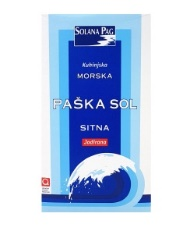 SOLANA PAG
Kuhinjska
MORSKA
PAŠKA SOL
SITNA
Jodirana